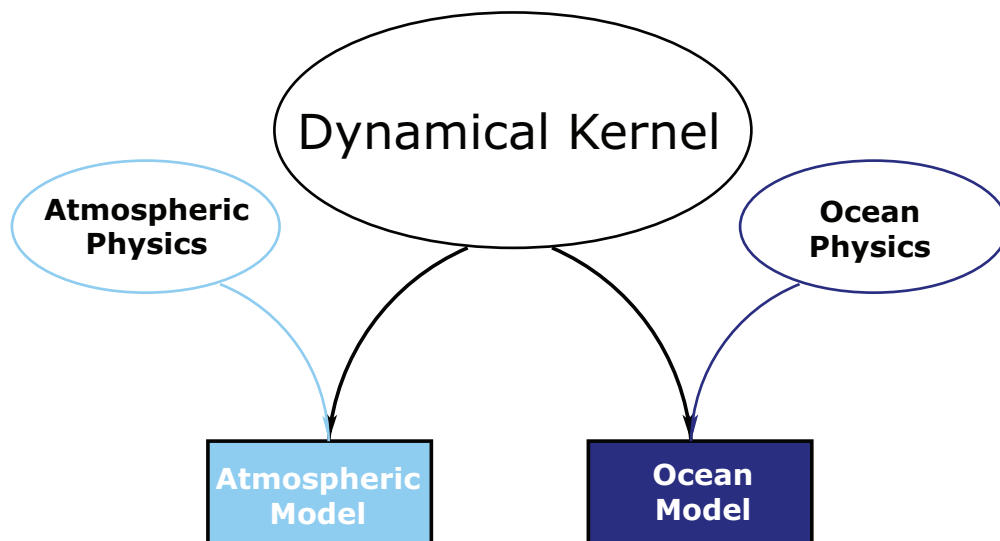 Dynamical Kernel
Atmospheric
Physics
Ocean
Physics
Atmospheric
Model
Ocean
Model